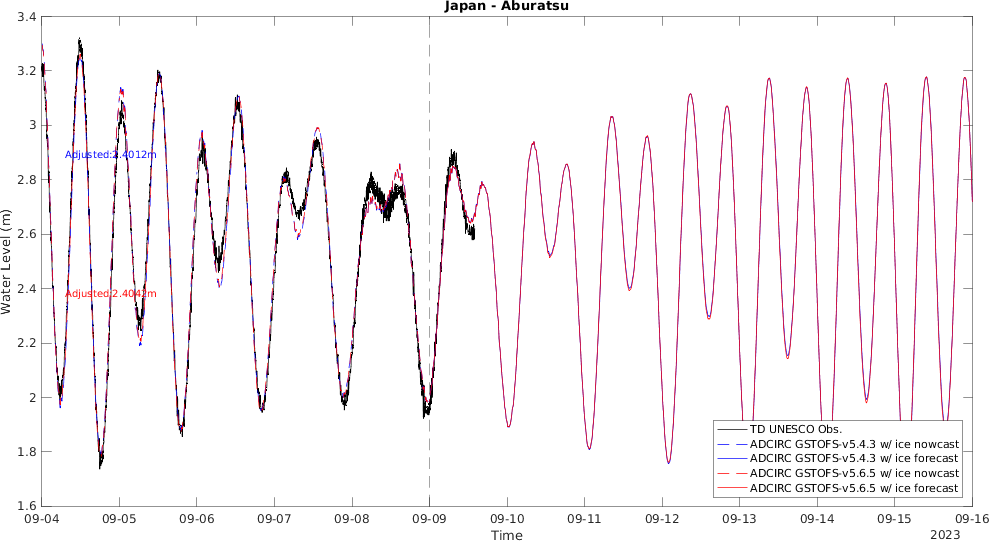 Japan - Aburatsu
3.4
3.2
3
2.8
2.6
2.4
2.2
2
1.8
1.6
Water Level (m)
Adjusted:2.4012m
Adjusted:2.4042m
TD UNESCO Obs.
ADCIRC GSTOFS-v5.4.3 w/ ice nowcast
ADCIRC GSTOFS-v5.4.3 w/ ice forecast
ADCIRC GSTOFS-v5.6.5 w/ ice nowcast
ADCIRC GSTOFS-v5.6.5 w/ ice forecast
09-04 09-05 09-06 09-07 09-08 09-09 09-10 09-11 09-12 09-13 09-14 09-15 09-16
Time
2023